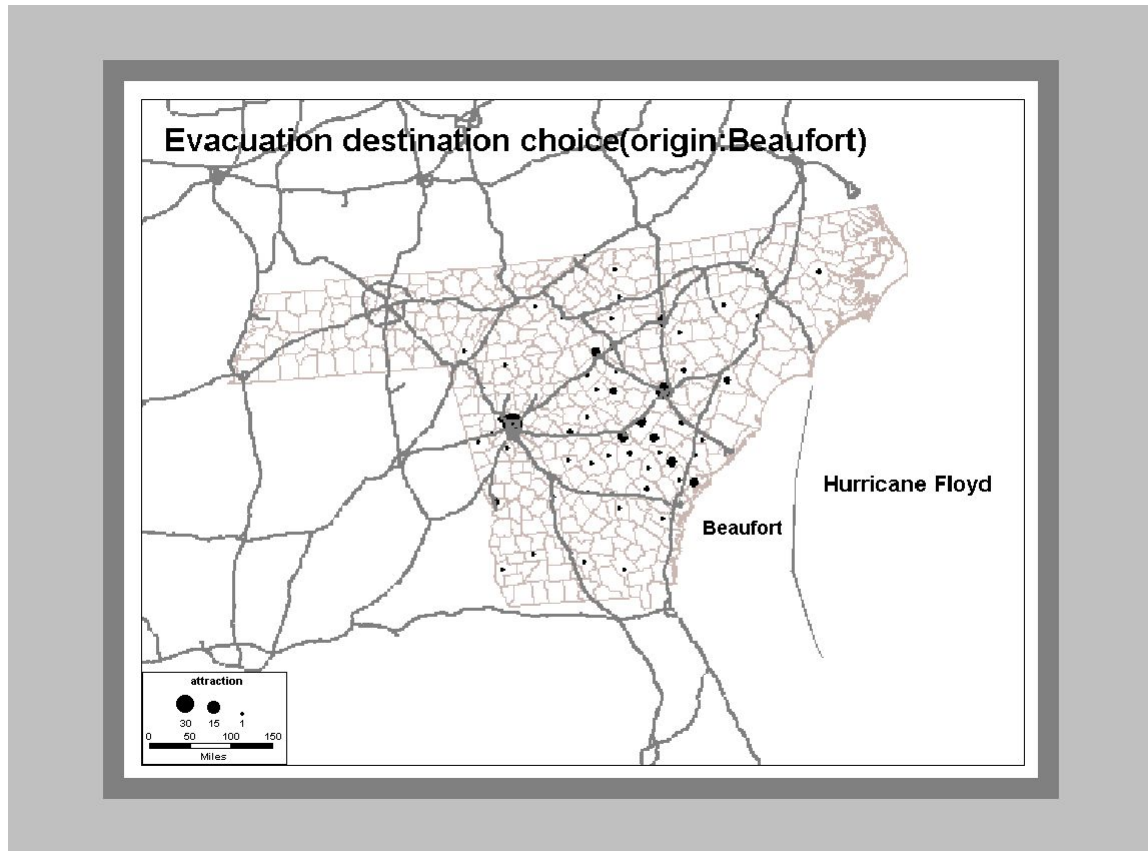 Evacuation destination choice(origin:Beaufort)
Hurricane Floyd
Beaufort
attraction
30 15 1
0 50 100 150
Miles